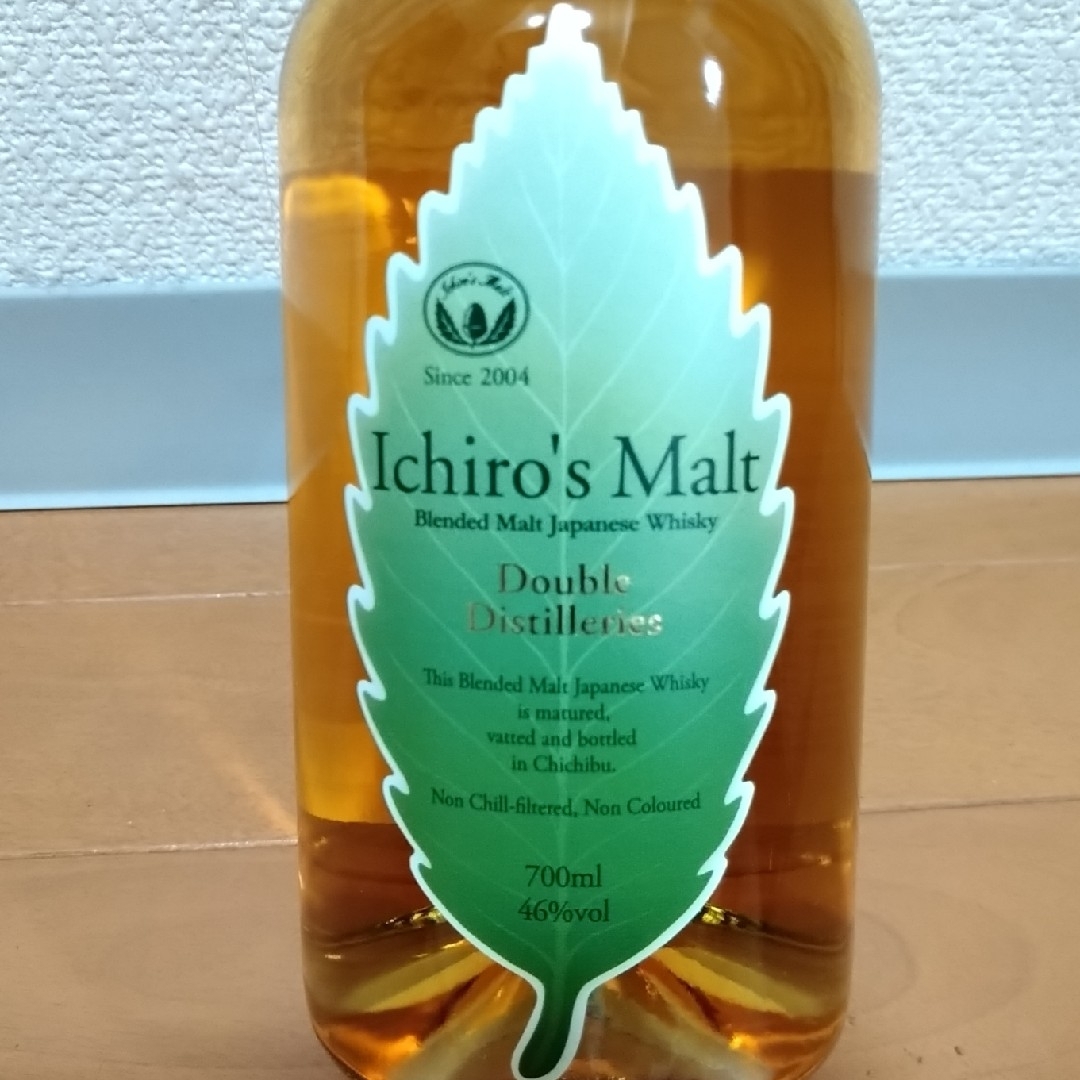 Ichiro's Malt
Since 2004
Ichiro's Malt
Blended Malt Japanese Whisky
Double
Distilleries
This Blended Malt Japanese Whisky
is matured,
vatted and bottled
in Chichibu.
Non Chill-filtered, Non Coloured
700ml
46%vol